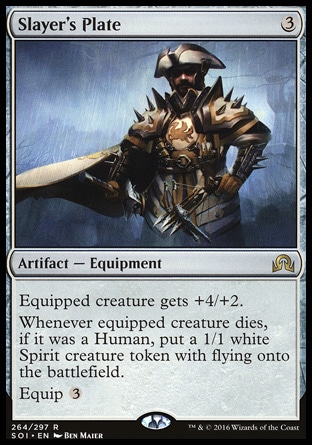 Slayer's Plate 3
Artifact — Equipment
Equipped creature gets +4/+2.
Whenever equipped creature dies,
if it was a Human, put a 1/1 white
Spirit creature token with flying onto
the battlefield.
Equip 3
264/297 R
SOI • EN Ben Maier
™ & © 2016 Wizards of the Coast